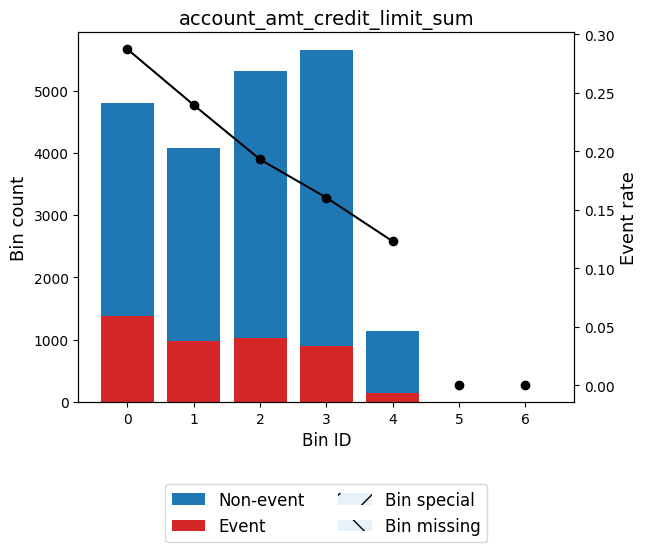 account_amt_credit_limit_sum
Bin count
5000
4000
3000
2000
1000
0
0.30
0.25
0.20
0.15
0.10
0.05
0.00
Event rate
0 1 2 3 4 5 6
Bin ID
Non-event
Event
Bin special
Bin missing